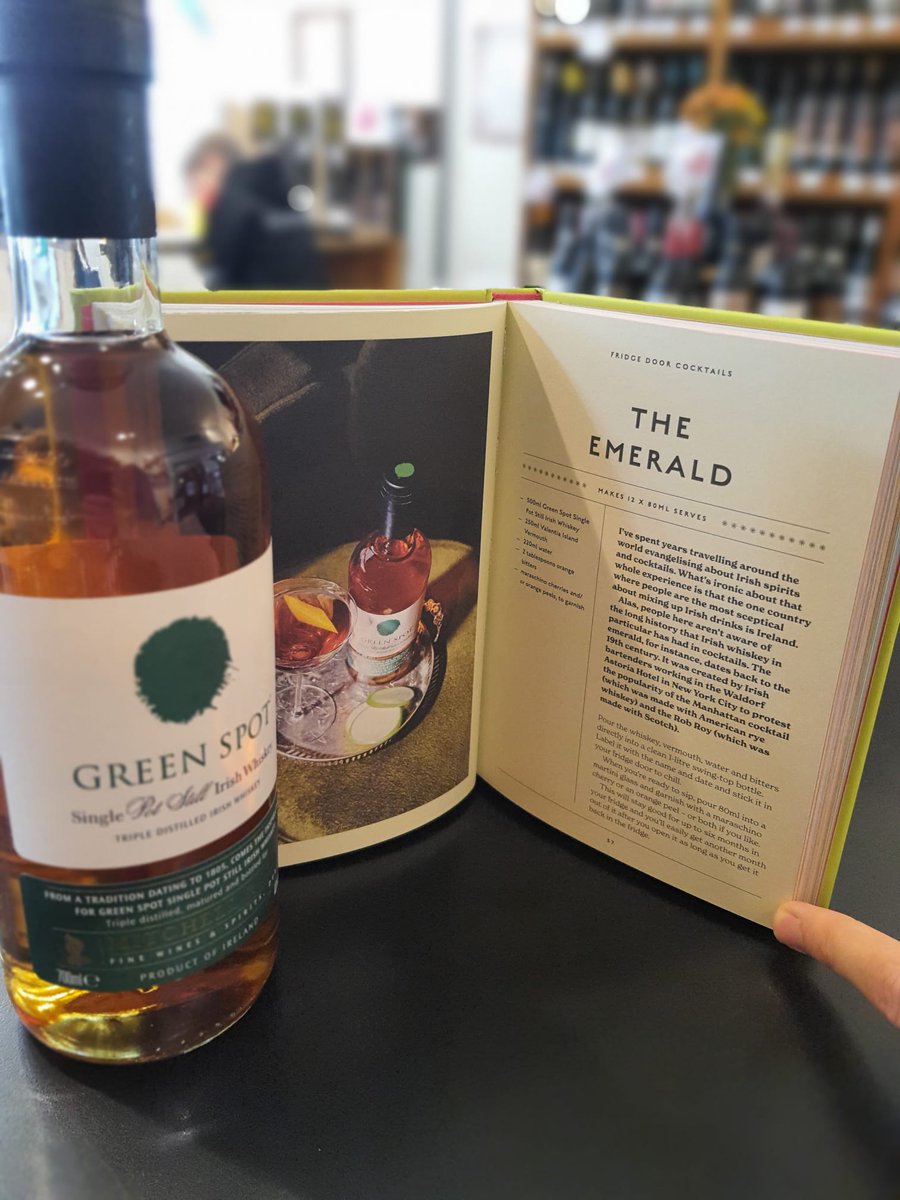 GREEN SPOT
Single Pot Still Irish Whiskey
TRIPLE DISTILLED IRISH WHISKEY
FROM A TRADITION DATING TO 1805, COMES THE
FOR GREEN SPOT SINGLE POT STILL IRISH
Triple distilled, matured and
MITCHELL
FINE WINES & SPIRITS
PRODUCT OF IRELAND
700ml e
GREEN SPOT
FRIDGE DOOR COCKTAILS
THE
EMERALD
MAKES 12 X 80ML SERVES
– 500ml Green Spot Single
Pot Still Irish Whiskey
– 250ml Valentia Island
Vermouth
– 220ml water
– 2 tablespoons orange
bitters
– maraschino cherries and/
or orange peels, to garnish
I've spent years travelling around the
world evangelising about Irish spirits
and cocktails. What's ironic about that
whole experience is that the one country
where people are the most sceptical
about mixing up Irish drinks is Ireland.
Alas, people here aren't aware of
the long history that Irish whiskey in
particular has had in cocktails. The
emerald, for instance, dates back to the
19th century. It was created by Irish
bartenders working in the Waldorf
Astoria Hotel in New York City to protest
the popularity of the Manhattan cocktail
(which was made with American rye
whiskey) and the Rob Roy (which was
made with Scotch).
Pour the whiskey, vermouth, water and bitters
directly into a clean 1-litre swing-top bottle.
Label it with the name and date and stick it in
your fridge door to chill.
When you're ready to sip, pour 80ml into a
martini glass and garnish with a maraschino
cherry or an orange peel – or both if you like.
This will stay good for up to six months in
your fridge and you'll easily get another month
out of it after you open it as long as you get it
back in the fridge.
57